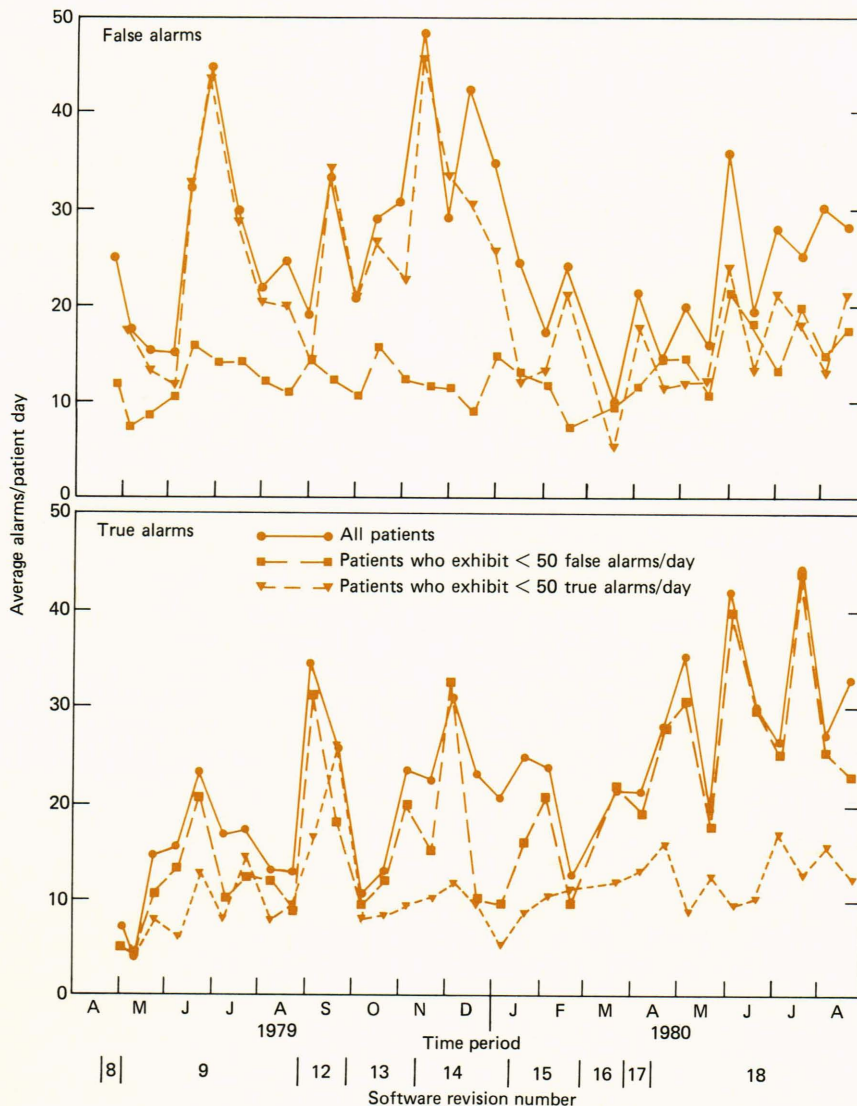 50
False alarms
40
30
20
10
0
Average alarms/patient day
50
True alarms
All patients
Patients who exhibit < 50 false alarms/day
Patients who exhibit < 50 true alarms/day
40
30
20
10
0
A M J J A S O N D J F M A M J J A
1979 1980
Time period
8 9 12 13 14 15 16 17 18
Software revision number